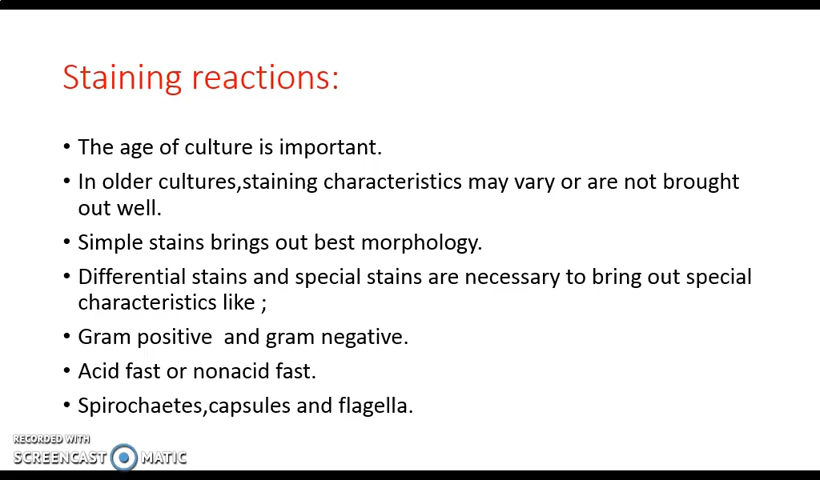 Staining reactions:
• The age of culture is important.
• In older cultures,staining characteristics may vary or are not brought
out well.
• Simple stains brings out best morphology.
• Differential stains and special stains are necessary to bring out special
characteristics like ;
• Gram positive  and gram negative.
• Acid fast or nonacid fast.
• Spirochaetes,capsules and flagella.
RECORDED WITH
SCREENCAST MATIC